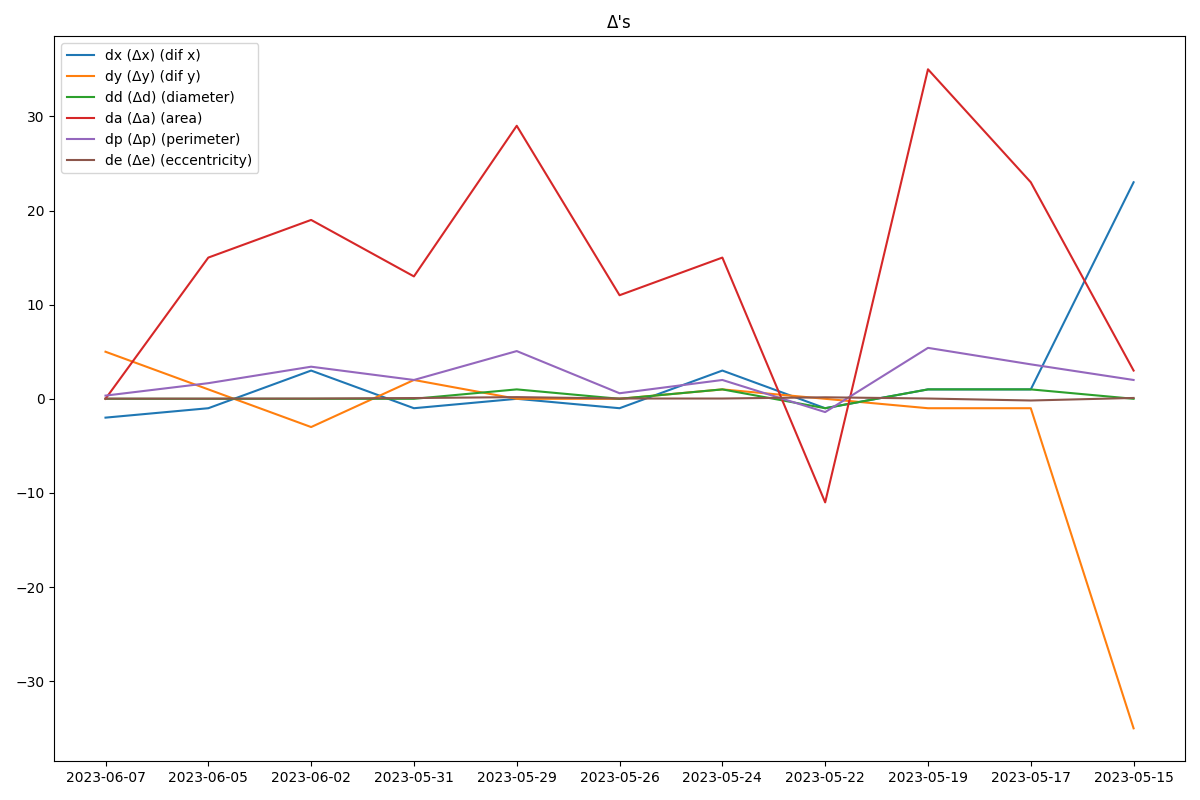 Δ's
dx (Δx) (dif x)
dy (Δy) (dif y)
dd (Δd) (diameter)
da (Δa) (area)
dp (Δp) (perimeter)
de (Δe) (eccentricity)
30
20
10
0
−10
−20
−30
2023-06-07 2023-06-05 2023-06-02 2023-05-31 2023-05-29 2023-05-26 2023-05-24 2023-05-22 2023-05-19 2023-05-17 2023-05-15